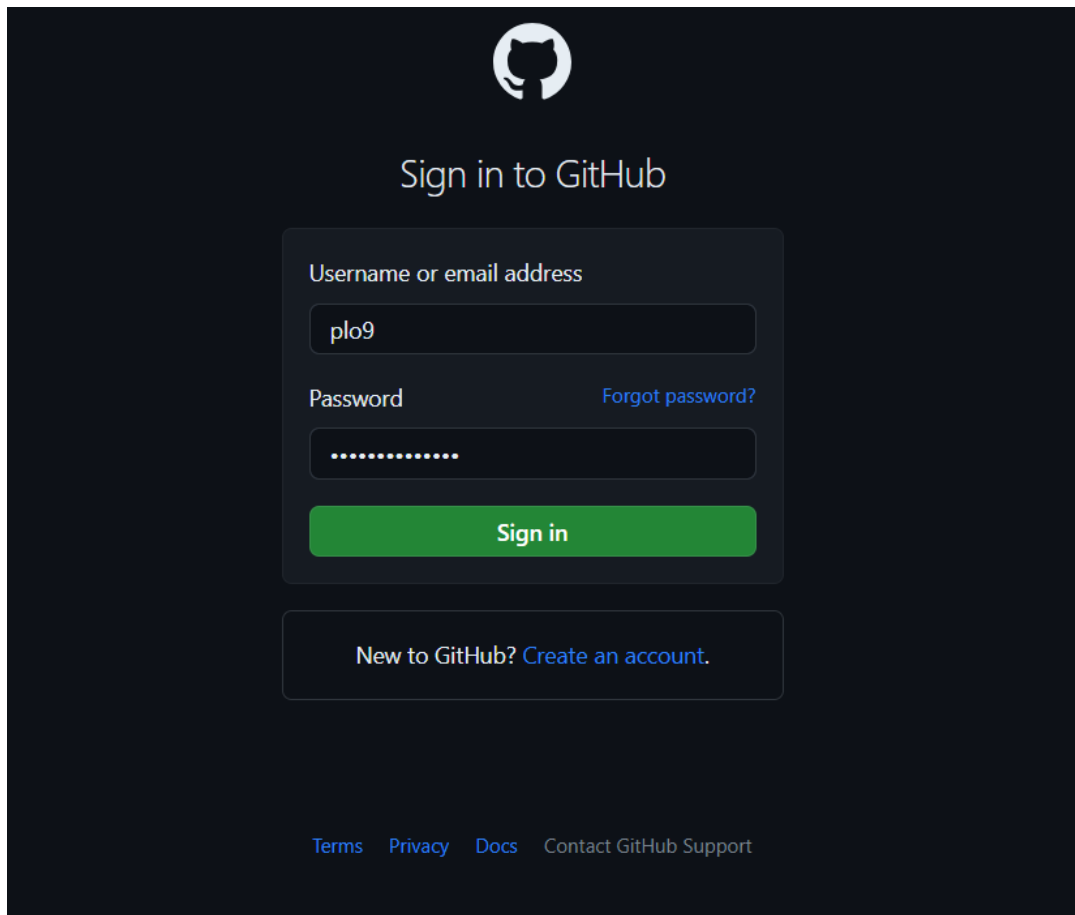 Sign in to GitHub
Username or email address
plo9
Password Forgot password?
••••••••••••••
Sign in
New to GitHub? Create an account.
Terms Privacy Docs Contact GitHub Support